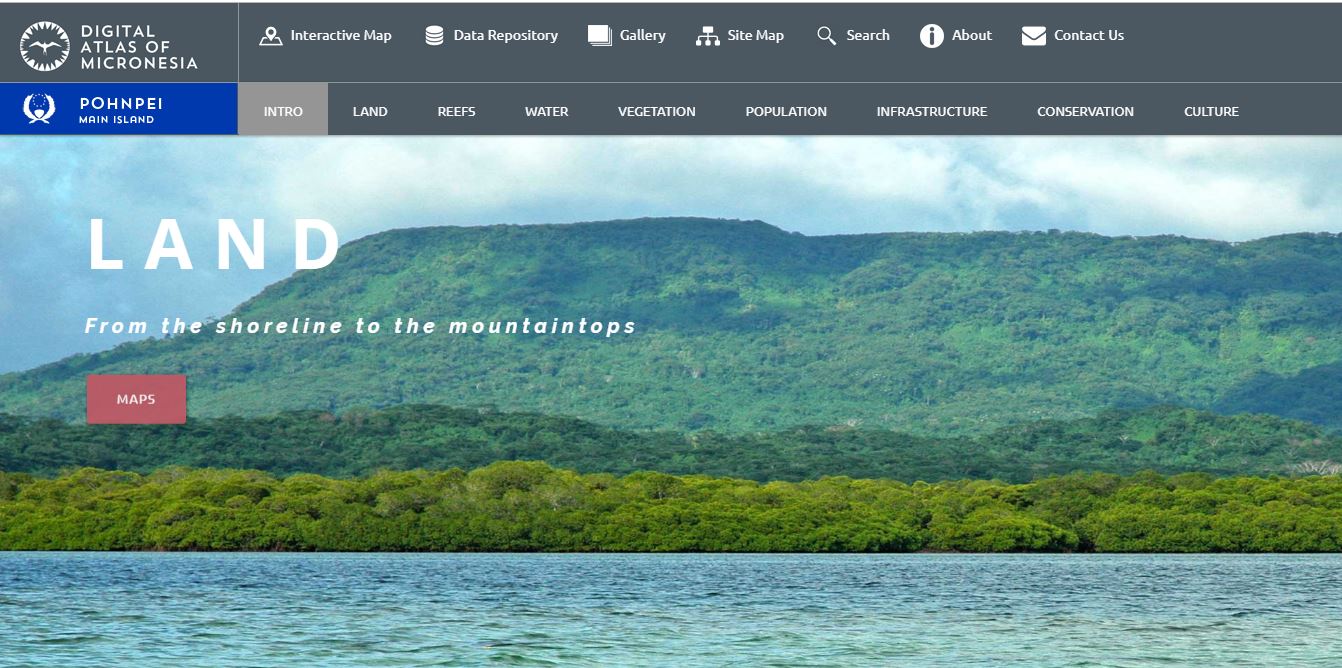 DIGITAL
ATLAS OF
MICRONESIA
Interactive Map Data Repository Gallery Site Map Search About Contact Us
POHNPEI
MAIN ISLAND
INTRO LAND REEFS WATER VEGETATION POPULATION INFRASTRUCTURE CONSERVATION CULTURE
LAND
From the shoreline to the mountaintops
MAPS